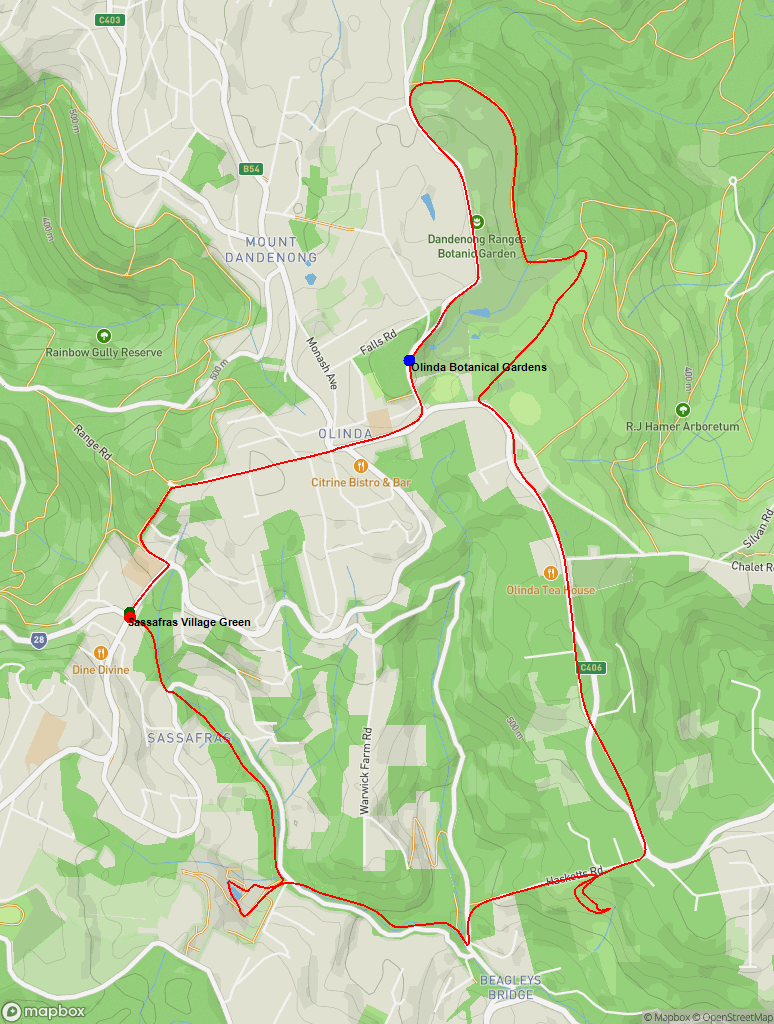 C403
500 m
B54
400 m
MOUNT
DANDENONG
Dandenong Ranges
Botanic Garden
Rainbow Gully Reserve
Falls Rd
Monash Ave
500 m
Olinda Botanical Gardens
400 m
R.J Hamer Arboretum
OLINDA
Range Rd
Citrine Bistro & Bar
Silvan Rd
Chalet R
Olinda Tea House
Sassafras Village Green
28
Dine Divine
C406
500 m
SASSAFRAS
Warwick Farm Rd
Hasketts Rd
BEAGLEYS
BRIDGE
mapbox
© Mapbox © OpenStreetMap